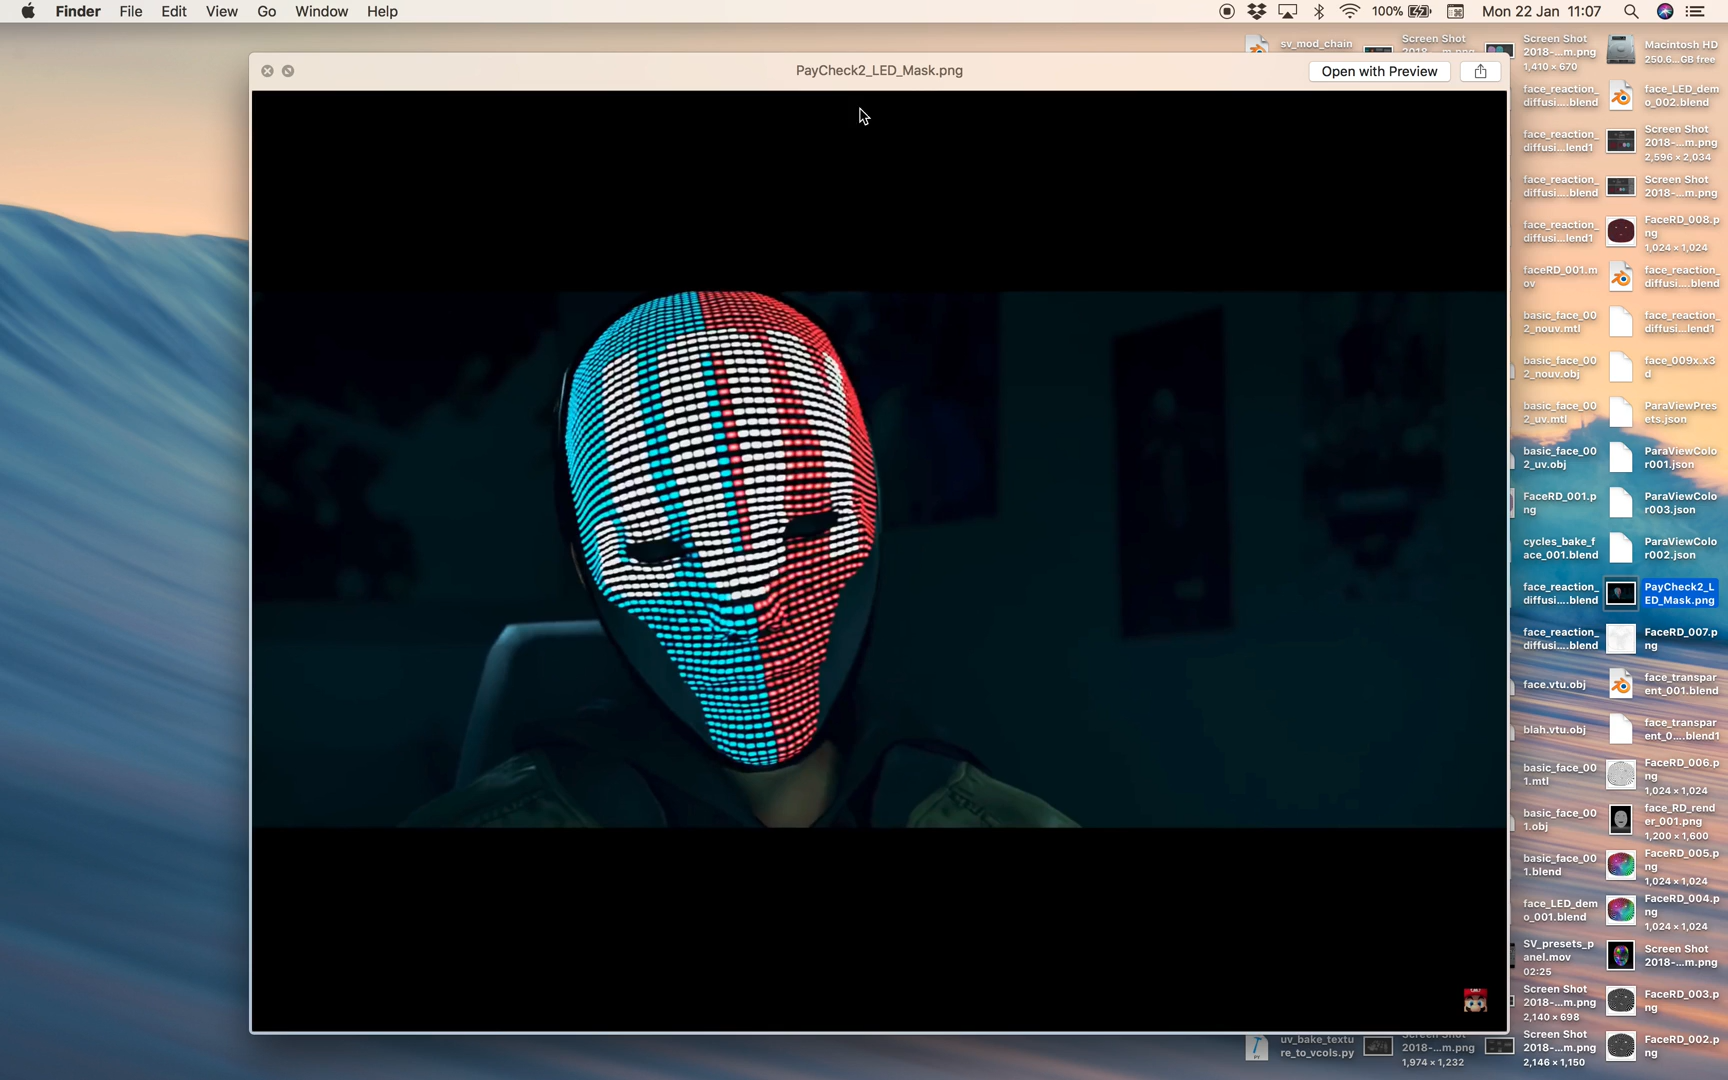 Finder File Edit View Go Window Help
100% Mon 22 Jan 11:07
PayCheck2_LED_Mask.png
Open with Preview
sv_mod_chain
Screen Shot
2018-...m.png
Screen Shot
2018-...m.png
1,410 × 670
Macintosh HD
250.6...GB free
face_reaction_
diffusi....blend
face_LED_dem
o_002.blend
face_reaction_
diffusi...lend1
Screen Shot
2018-...m.png
2,596 × 2,034
face_reaction_
diffusi....blend
Screen Shot
2018-...m.png
face_reaction_
diffusi...lend1
FaceRD_008.p
ng
1,024 × 1,024
faceRD_001.m
ov
face_reaction_
diffusi....blend
basic_face_00
2_nouv.mtl
face_reaction_
diffusi...lend1
basic_face_00
2_nouv.obj
face_009x.x3
d
basic_face_00
2_uv.mtl
ParaViewPres
ets.json
basic_face_00
2_uv.obj
ParaViewColo
r001.json
FaceRD_001.p
ng
ParaViewColo
r003.json
cycles_bake_f
ace_001.blend
ParaViewColo
r002.json
face_reaction_
diffusi....blend
PayCheck2_L
ED_Mask.png
face_reaction_
diffusi....blend
FaceRD_007.p
ng
face.vtu.obj
face_transpar
ent_001.blend
blah.vtu.obj
face_transpar
ent_0....blend1
basic_face_00
1.mtl
FaceRD_006.p
ng
1,024 × 1,024
basic_face_00
1.obj
face_RD_rend
er_001.png
1,200 × 1,600
basic_face_00
1.blend
FaceRD_005.p
ng
1,024 × 1,024
face_LED_dem
o_001.blend
FaceRD_004.p
ng
1,024 × 1,024
SV_presets_p
anel.mov
02:25
Screen Shot
2018-...m.png
Screen Shot
2018-...m.png
2,140 × 698
FaceRD_003.p
ng
uv_bake_textu
re_to_vcols.py
Screen Shot
2018-...m.png
1,974 × 1,232
Screen Shot
2018-...m.png
2,146 × 1,150
FaceRD_002.p
ng